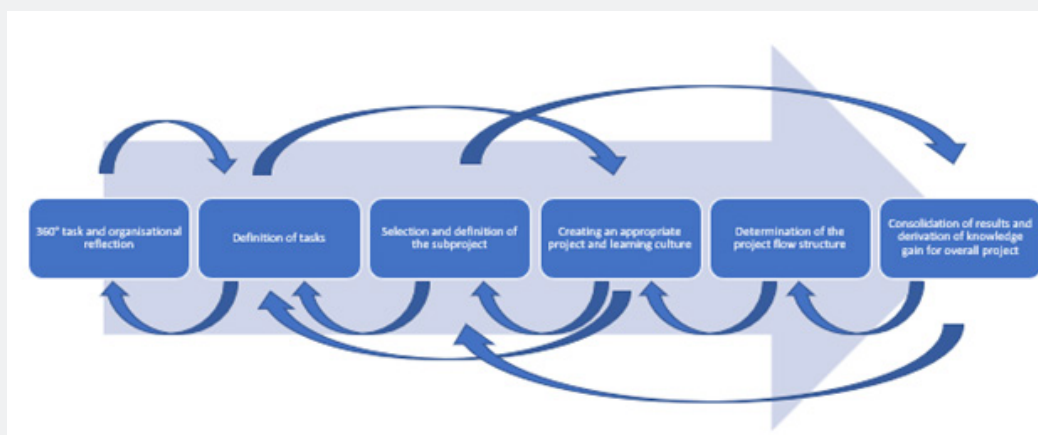 360° task and organisational
reflection
Definition of tasks
Selection and definition of
the subproject
Creating an appropriate
project and learning culture
Determination of the
project flow structure
Consolidation of results and
derivation of knowledge
gain for overall project